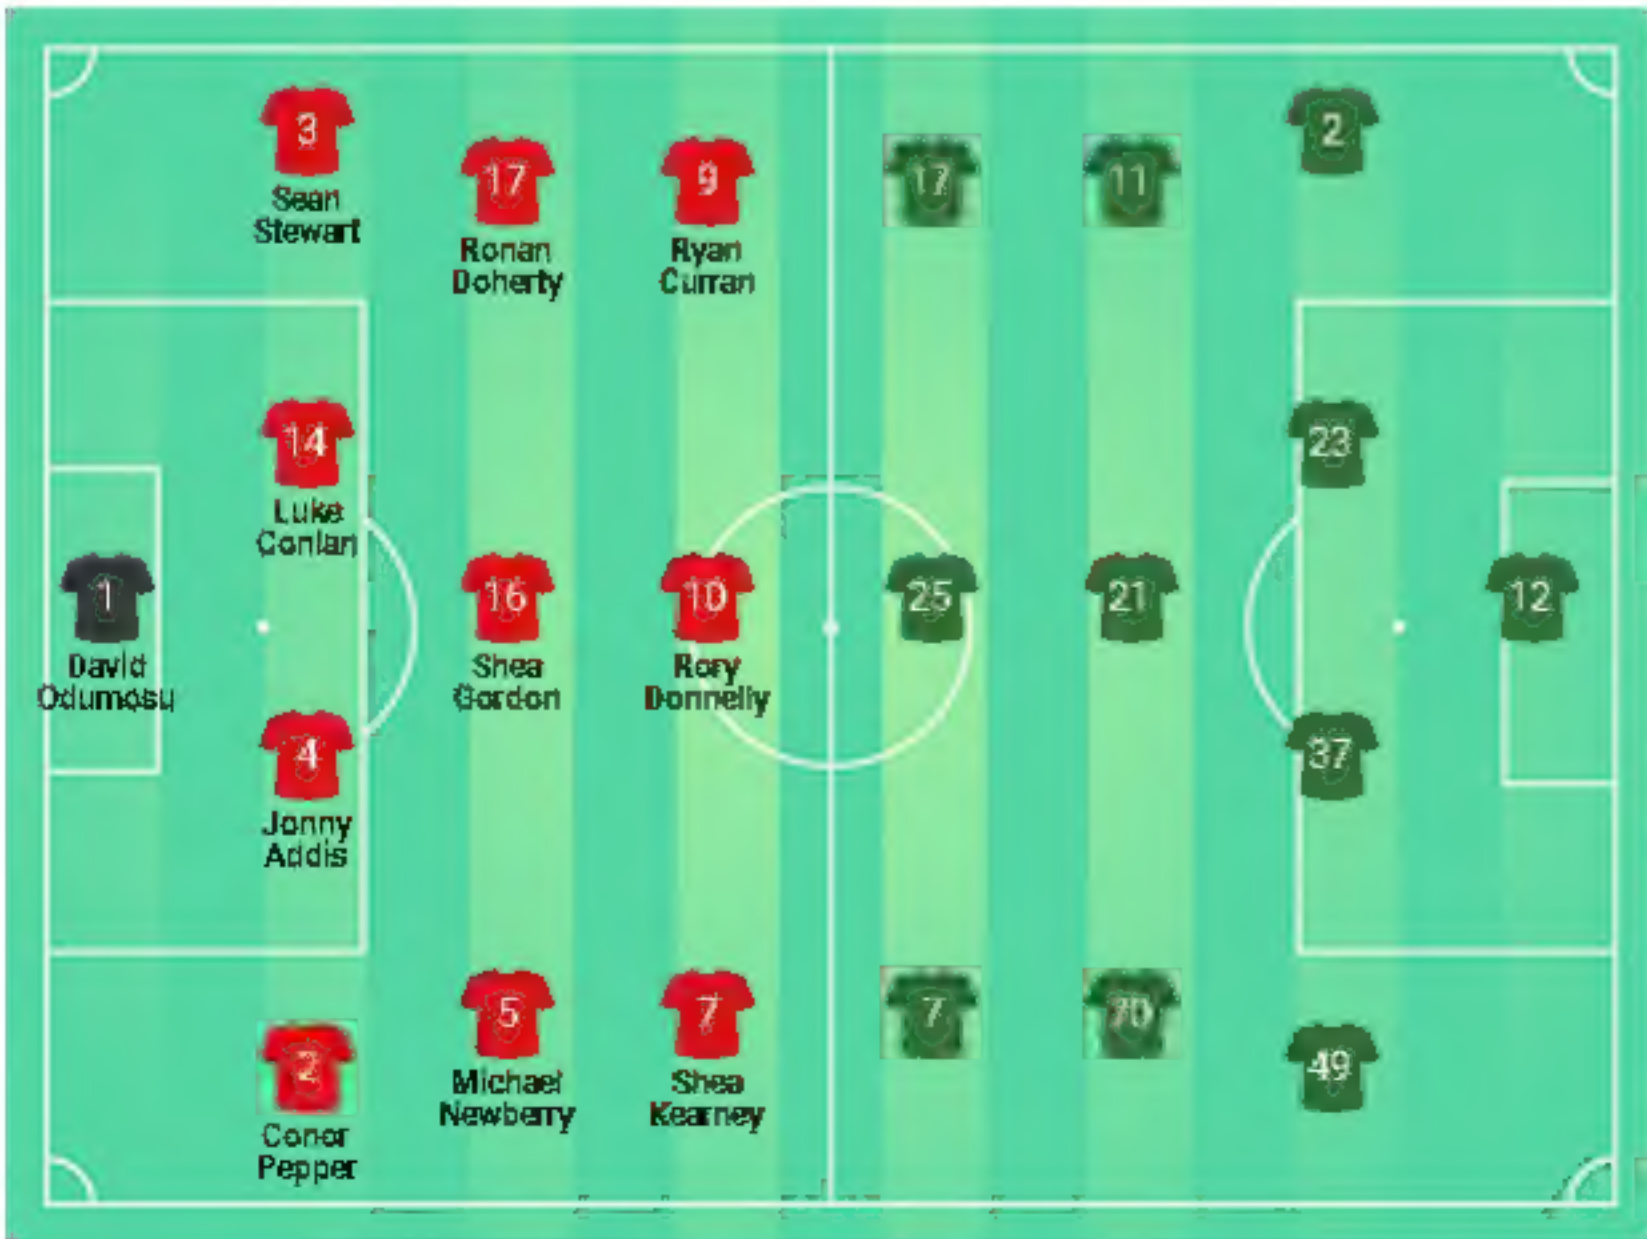 3
Sean
Stewart
17
Ronan
Doherty
9
Ryan
Curran
14
Luke
Conlan
1
David
Odumosu
16
Shea
Gordon
10
Rory
Donnelly
4
Jonny
Addis
2
Conor
Pepper
5
Michael
Newberry
7
Shea
Kearney
17
11
2
23
25
21
12
37
7
70
49